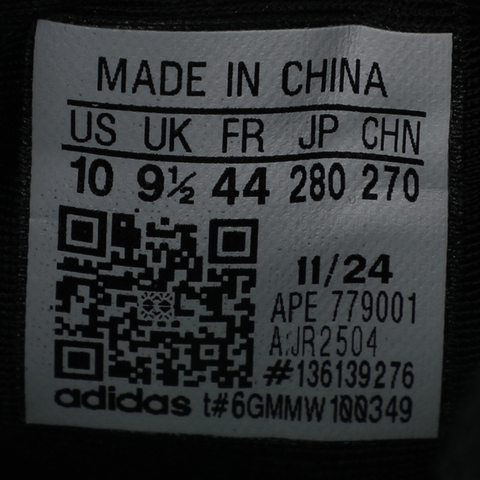 MADE IN CHINA
US UK FR JP CHN
10 9½ 44 280 270
11/24
APE 779001
A:JR2504
#136139276
adidas t#6GMMW100349